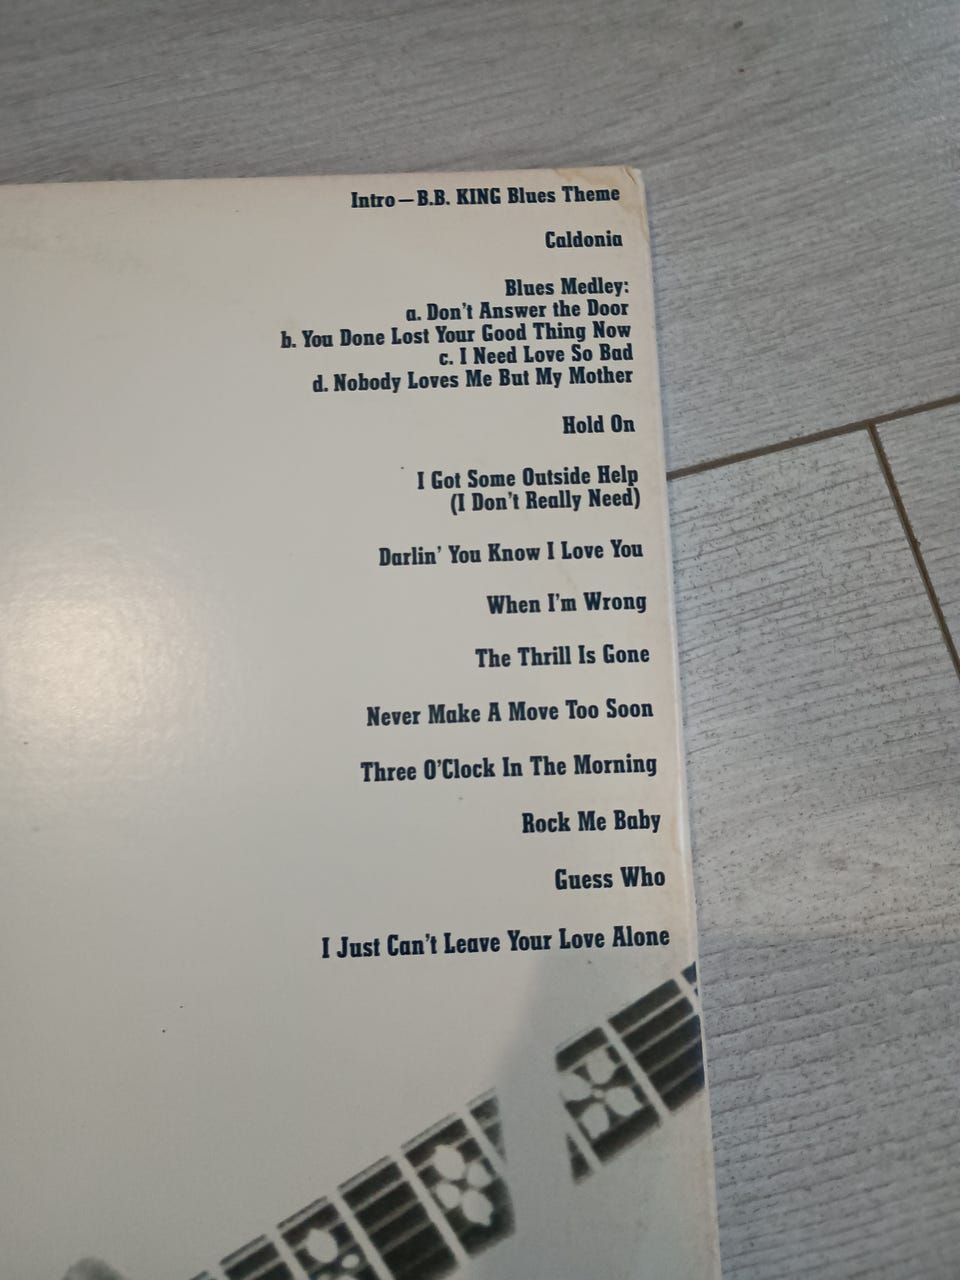 Intro—B.B. KING Blues Theme
Caldonia
Blues Medley:
a. Don't Answer the Door
b. You Done Lost Your Good Thing Now
c. I Need Love So Bad
d. Nobody Loves Me But My Mother
Hold On
I Got Some Outside Help
(I Don't Really Need)
Darlin' You Know I Love You
When I'm Wrong
The Thrill Is Gone
Never Make A Move Too Soon
Three O'Clock In The Morning
Rock Me Baby
Guess Who
I Just Can't Leave Your Love Alone